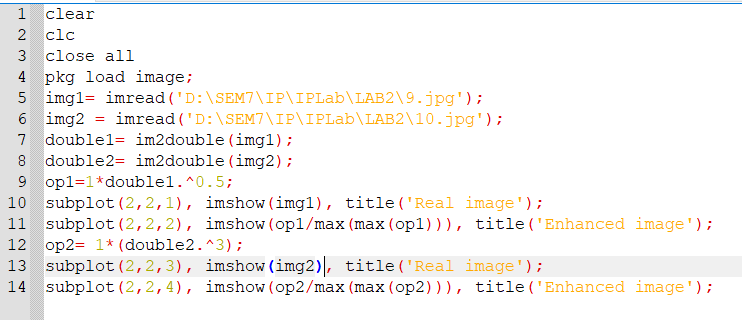 1 clear
2 clc
3 close all
4 pkg load image;
5 img1= imread('D:\SEM7\IP\IPLab\LAB2\9.jpg');
6 img2 = imread('D:\SEM7\IP\IPLab\LAB2\10.jpg');
7 double1= im2double(img1);
8 double2= im2double(img2);
9 op1=1*double1.^0.5;
10 subplot(2,2,1), imshow(img1), title('Real image');
11 subplot(2,2,2), imshow(op1/max(max(op1))), title('Enhanced image');
12 op2= 1*(double2.^3);
13 subplot(2,2,3), imshow(img2), title('Real image');
14 subplot(2,2,4), imshow(op2/max(max(op2))), title('Enhanced image');